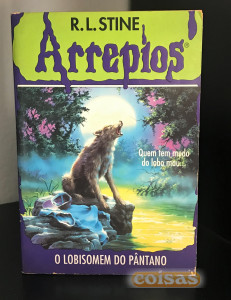 R. L. STINE
Arrepios
Quem tem medo
do lobo mau...
O LOBISOMEM DO PÂNTANO
coisas